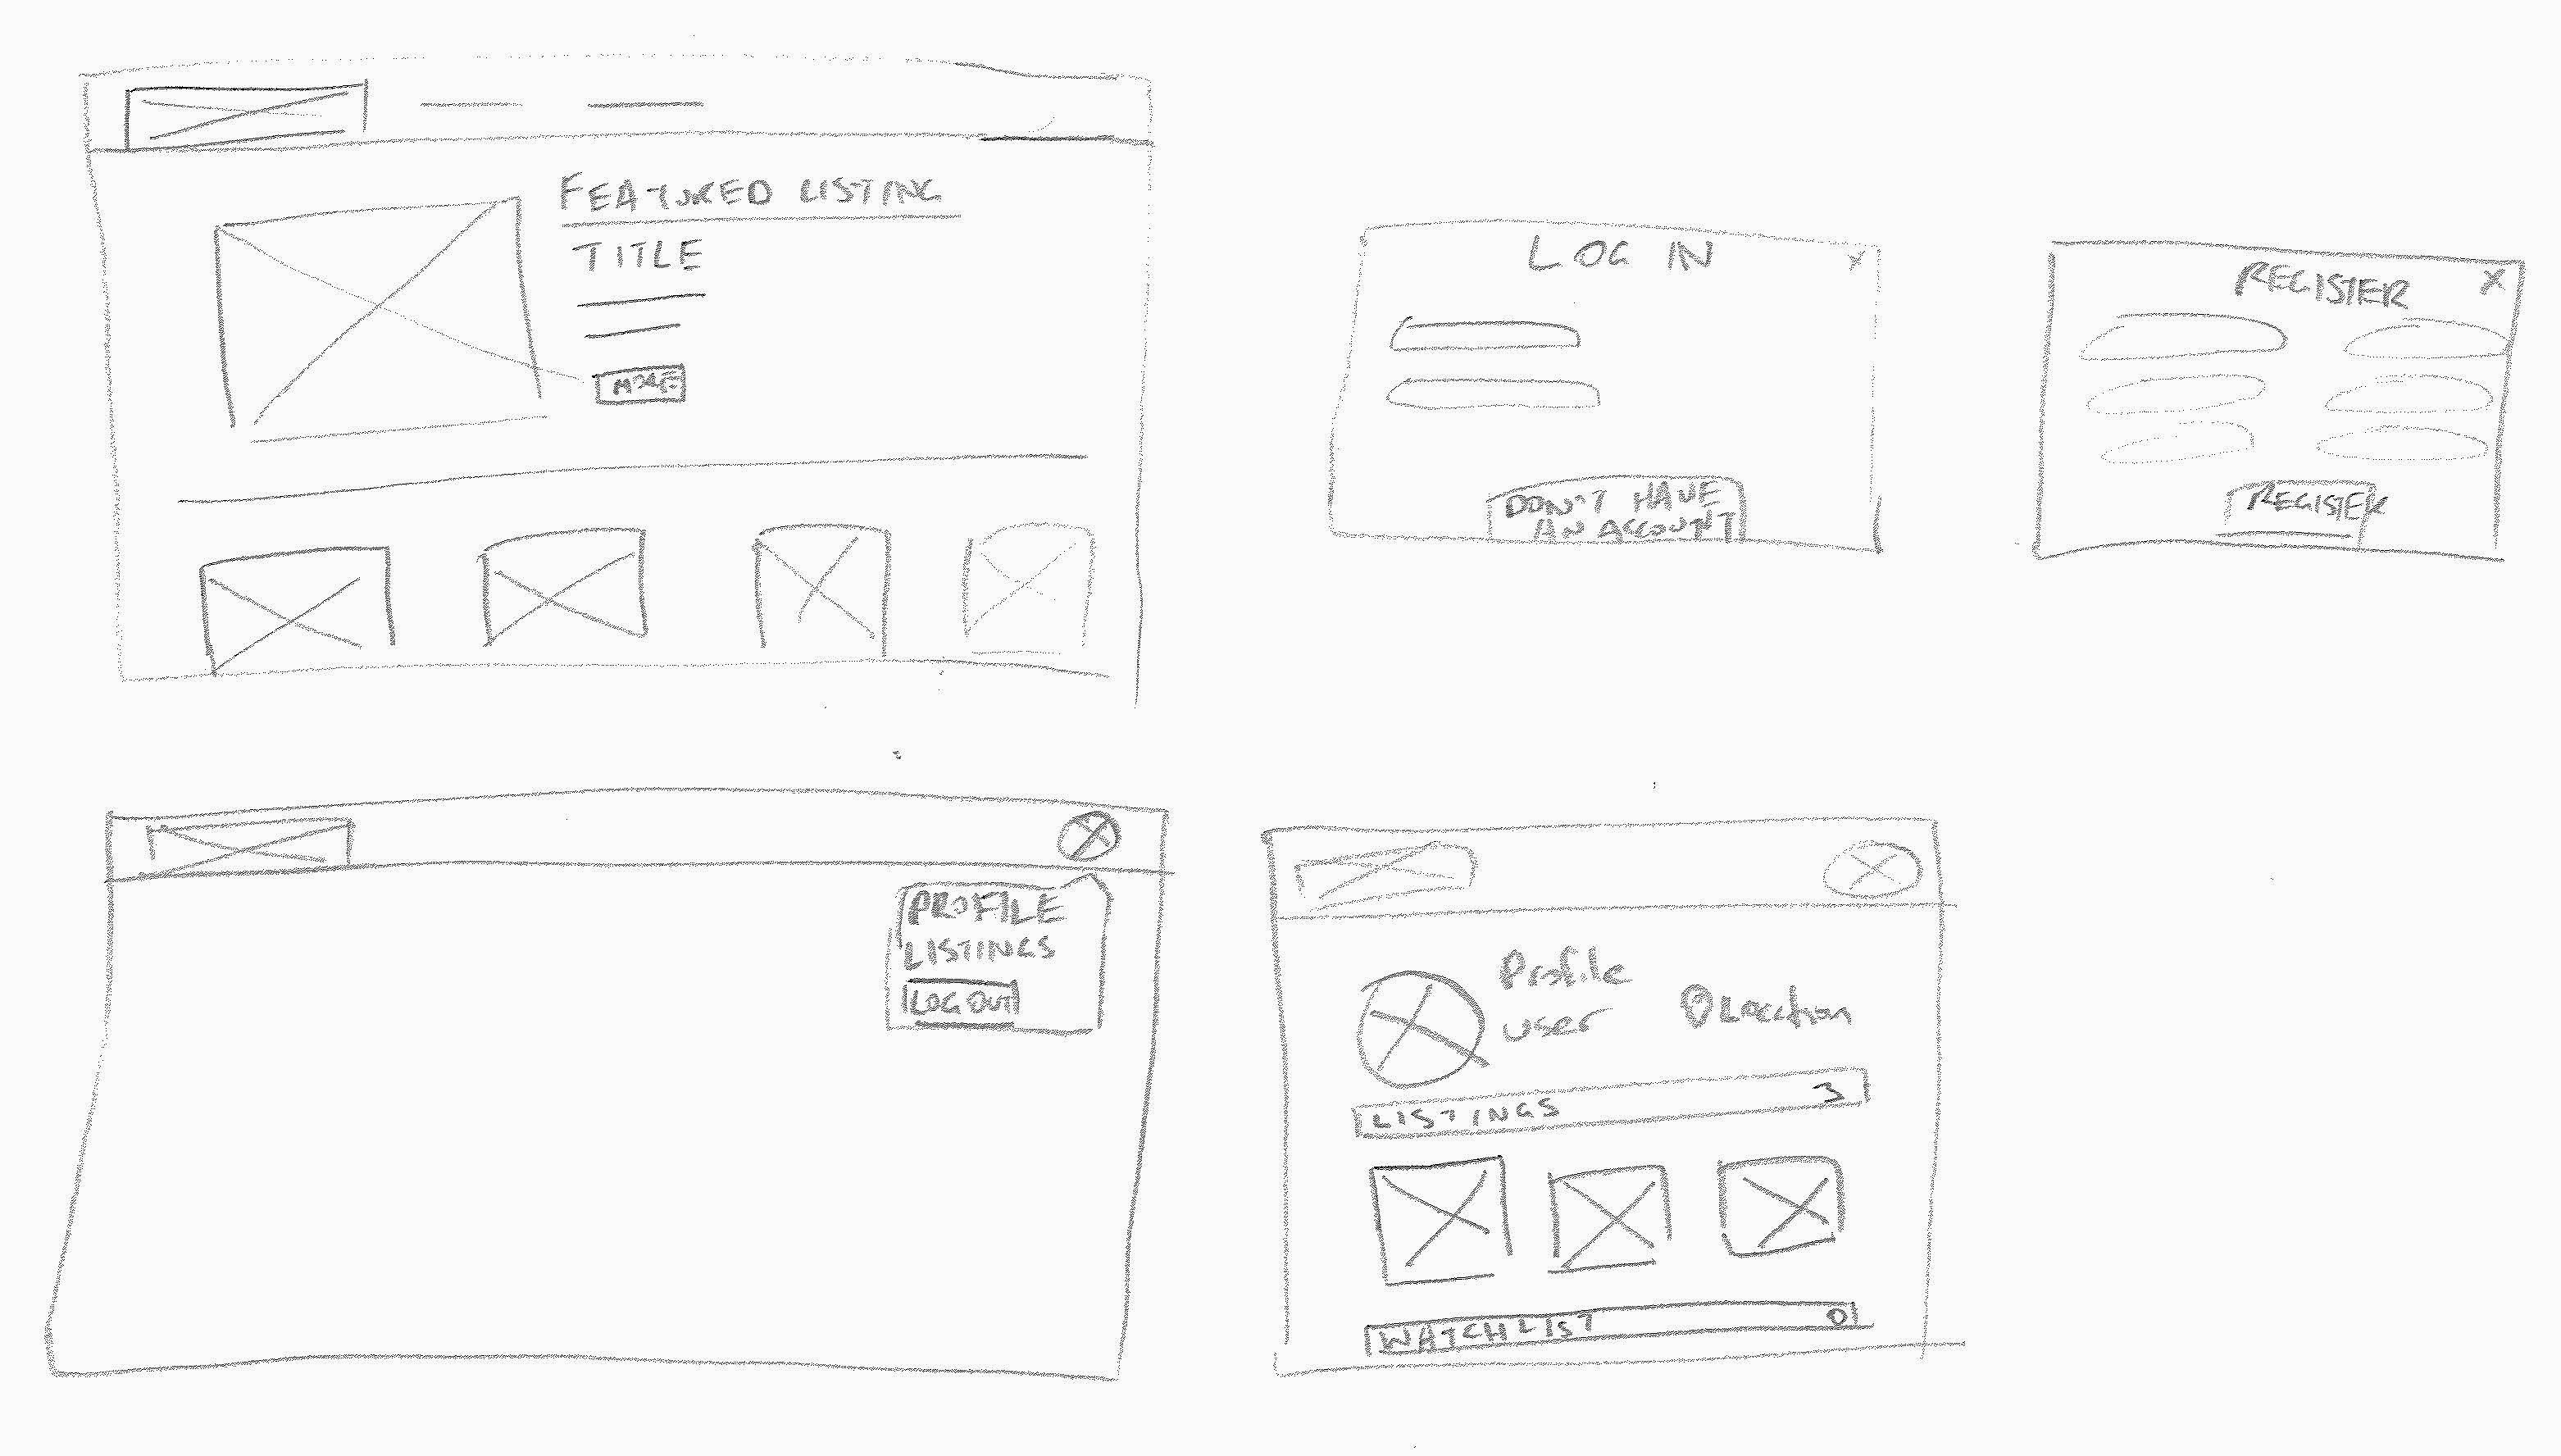 FEATURED LISTING
TITLE
MORE
LOG IN
X
DON'T HAVE
AN ACCOUNT
REGISTER
X
REGISTER
PROFILE
LISTINGS
LOG OUT
Profile
user
Location
LISTINGS 3
WATCHLIST 0